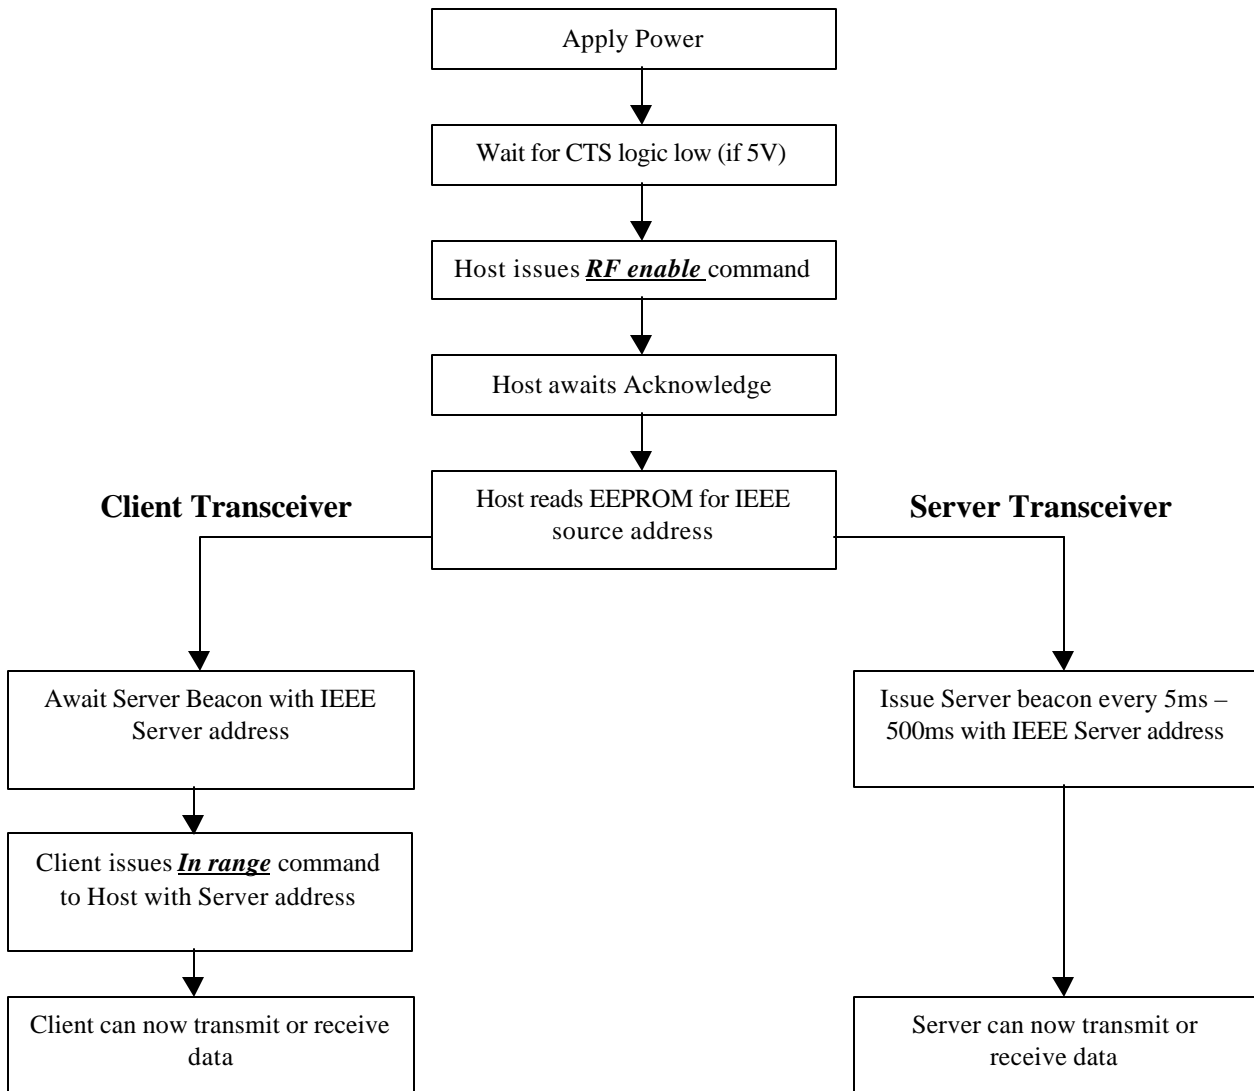 Apply Power
Wait for CTS logic low (if 5V)
Host issues RF enable command
Host awaits Acknowledge
Host reads EEPROM for IEEE
source address
Client Transceiver
Server Transceiver
Await Server Beacon with IEEE
Server address
Client issues In range command
to Host with Server address
Client can now transmit or receive
data
Issue Server beacon every 5ms –
500ms with IEEE Server address
Server can now transmit or
receive data